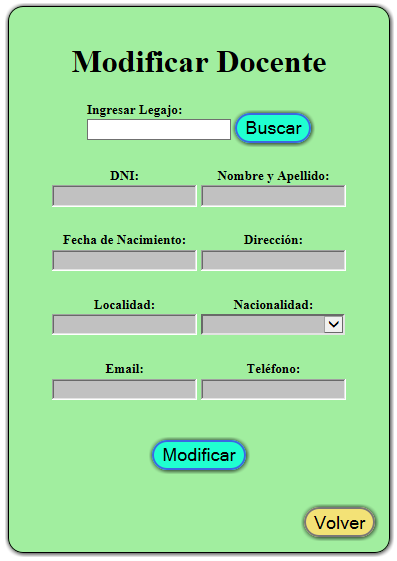 Modificar Docente
Ingresar Legajo:
Buscar
DNI: Nombre y Apellido:
Fecha de Nacimiento: Dirección:
Localidad: Nacionalidad:
Email: Teléfono:
Modificar
Volver